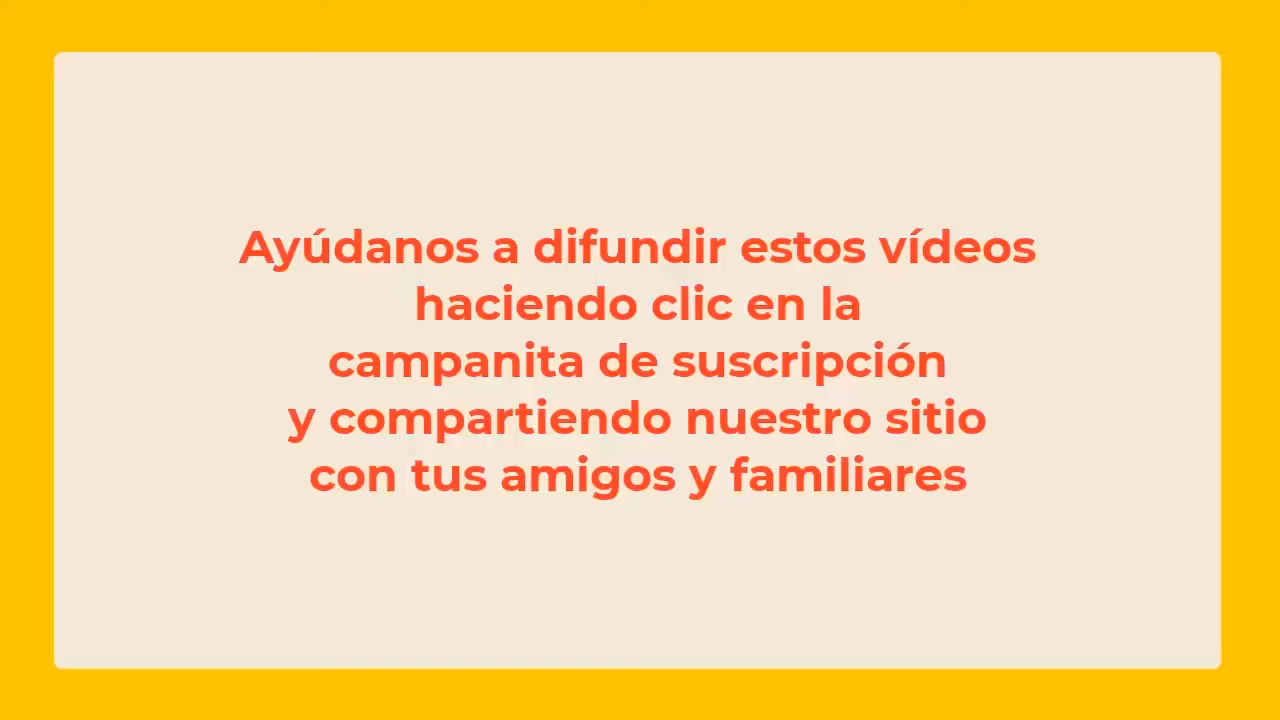 Ayúdanos a difundir estos vídeos
haciendo clic en la
campanita de suscripción
y compartiendo nuestro sitio
con tus amigos y familiares